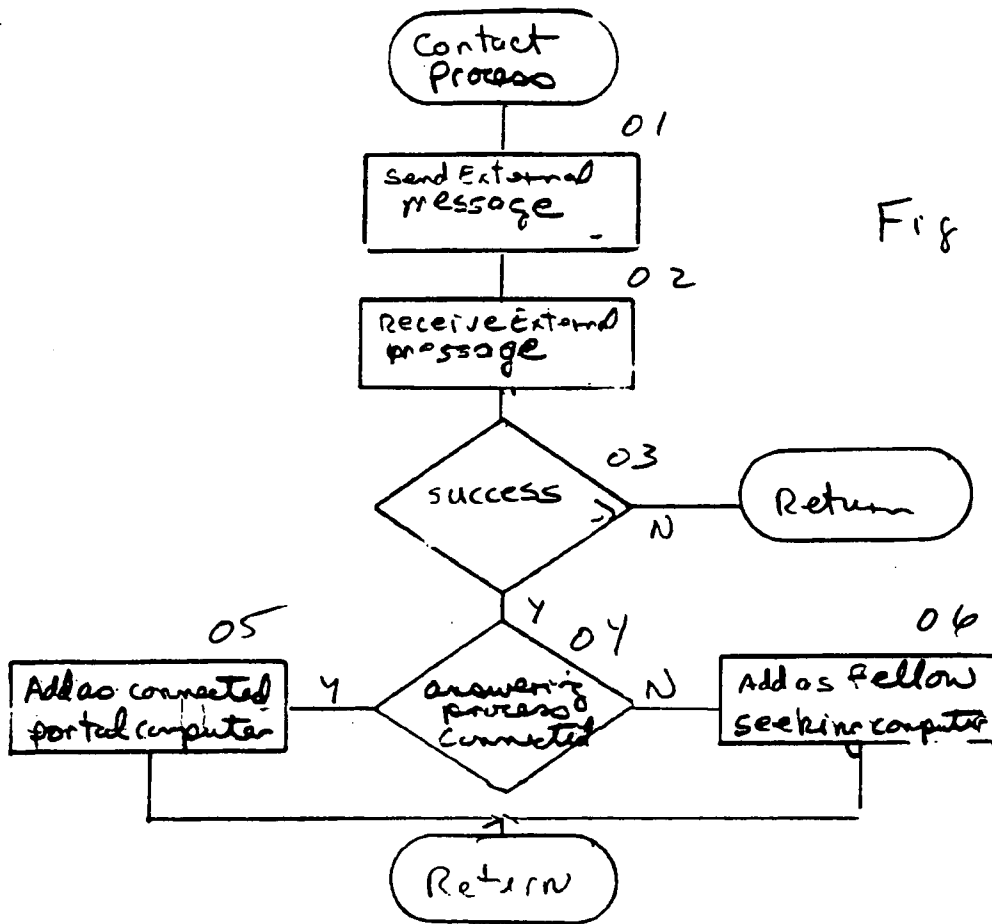 Contact
Process
01
Send External
message
Fig
02
Receive External
message
03
success
N
Return
Y
04
05
06
Add as connected
portal computer
Y
answering
process
connected
N
Add as fellow
seeking computer
Return